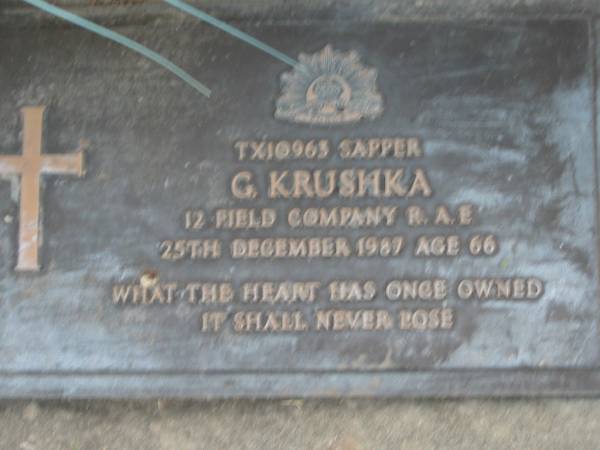 TX10963 SAPPER
G. KRUSHKA
12 FIELD COMPANY R.A.E
25TH DECEMBER 1987 AGE 66
WHAT THE HEART HAS ONCE OWNED
IT SHALL NEVER LOSE